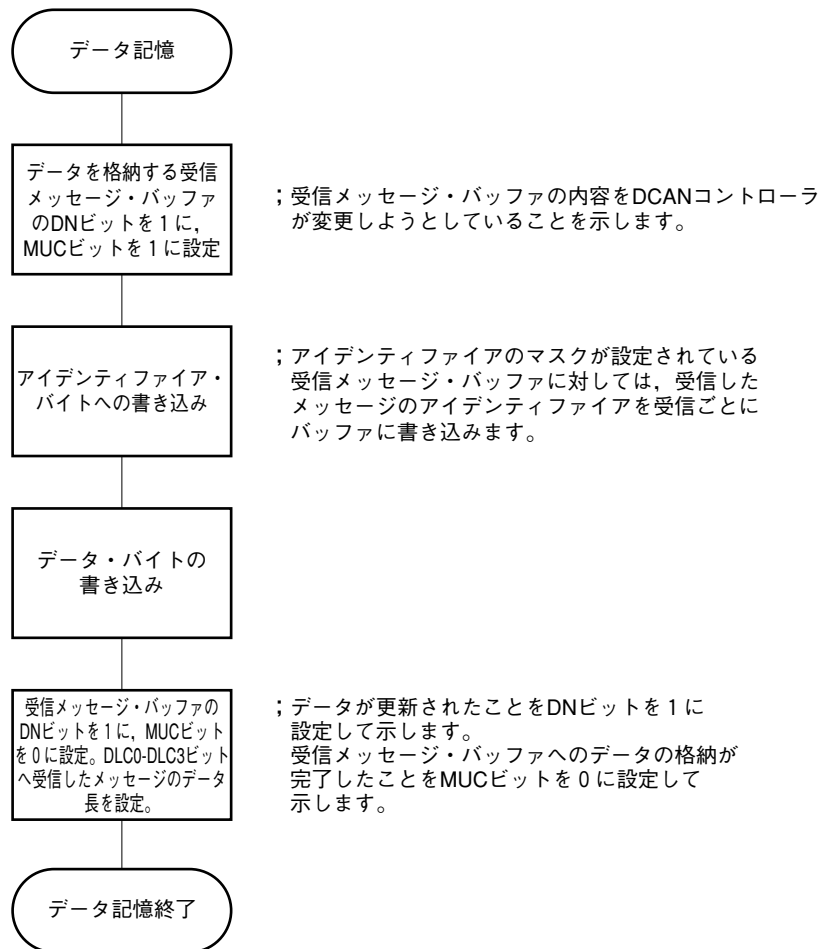 データ記憶
データを格納する受信
メッセージ・バッファ
のDNビットを1に，
MUCビットを1に設定
；受信メッセージ・バッファの内容をDCANコントローラ
が変更しようとしていることを示します。
アイデンティファイア・
バイトへの書き込み
；アイデンティファイアのマスクが設定されている
受信メッセージ・バッファに対しては，受信した
メッセージのアイデンティファイアを受信ごとに
バッファに書き込みます。
データ・バイトの
書き込み
受信メッセージ・バッファの
DNビットを1に，MUCビット
を0に設定。DLC0-DLC3ビット
へ受信したメッセージのデータ
長を設定。
；データが更新されたことをDNビットを1に
設定して示します。
受信メッセージ・バッファへのデータの格納が
完了したことをMUCビットを0に設定して
示します。
データ記憶終了